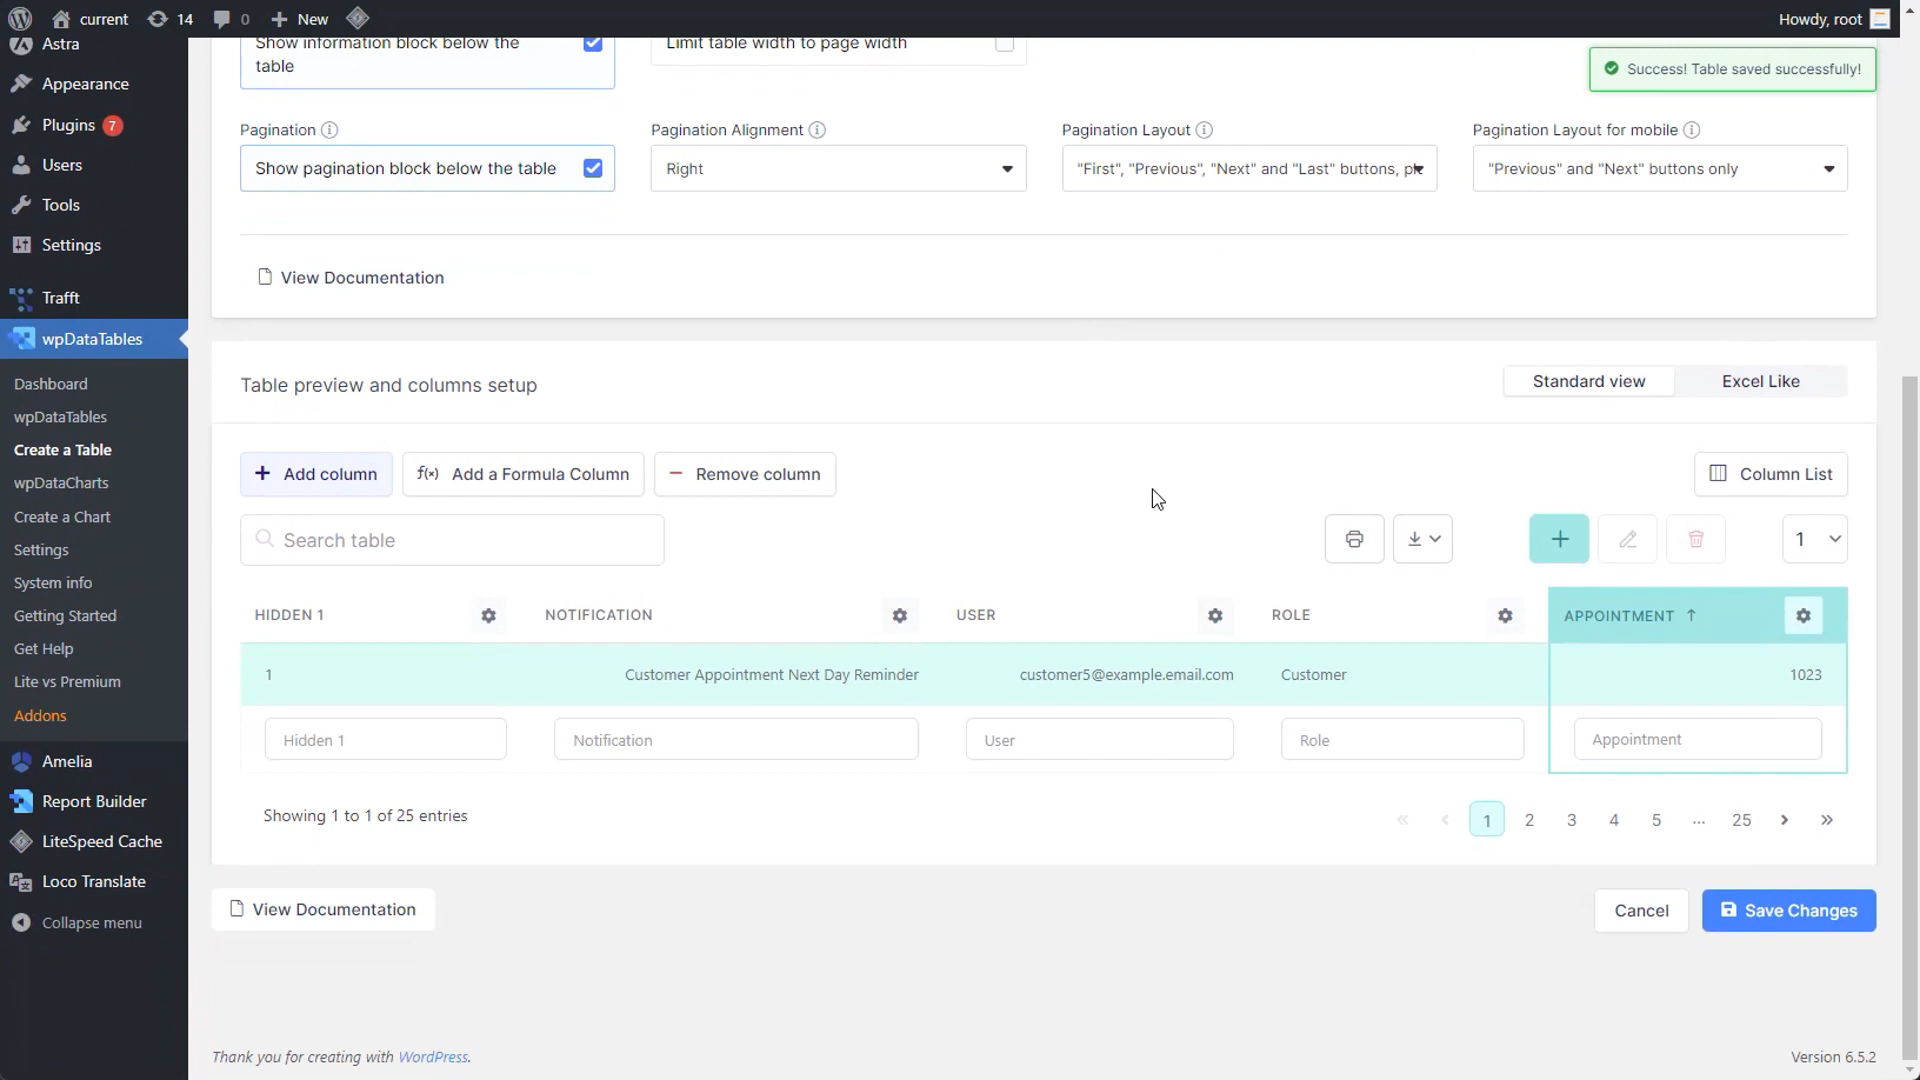 current
14
0
New
Howdy, root
Astra
Appearance
Plugins 7
Users
Tools
Settings
Trafft
wpDataTables
Dashboard
wpDataTables
Create a Table
wpDataCharts
Create a Chart
Settings
System info
Getting Started
Get Help
Lite vs Premium
Addons
Amelia
Report Builder
LiteSpeed Cache
Loco Translate
Collapse menu
Show information block below the
table
Limit table width to page width
Success! Table saved successfully!
Pagination
Pagination Alignment
Pagination Layout
Pagination Layout for mobile
Show pagination block below the table
Right
"First", "Previous", "Next" and "Last" buttons,
"Previous" and "Next" buttons only
View Documentation
Table preview and columns setup
Standard view
Excel Like
+ Add column
f(x) Add a Formula Column
− Remove column
Column List
Search table
+
1
HIDDEN 1
NOTIFICATION
USER
ROLE
APPOINTMENT ↑
1
Customer Appointment Next Day Reminder
customer5@example.email.com
Customer
1023
Hidden 1
Notification
User
Role
Appointment
Showing 1 to 1 of 25 entries
« ‹ 1 2 3 4 5 ... 25 › »
View Documentation
Cancel
Save Changes
Thank you for creating with WordPress.
Version 6.5.2